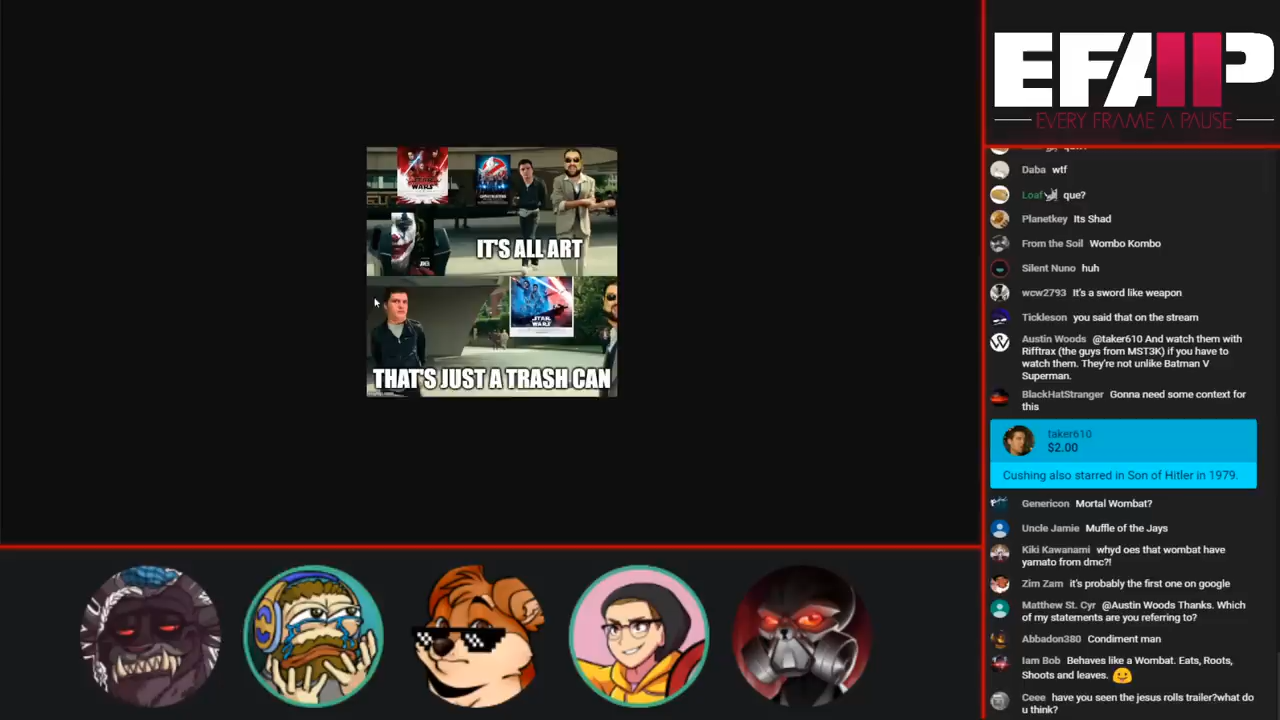 IT'S ALL ART
STAR
WARS
THAT'S JUST A TRASH CAN
EFAP
EVERY FRAME A PAUSE
Daba wtf
Loaf que?
Planetkey Its Shad
From the Soil Wombo Kombo
Silent Nuno huh
wcw2793 It's a sword like weapon
Tickleson you said that on the stream
Austin Woods @taker610 And watch them with
Rifftrax (the guys from MST3K) if you have to
watch them. They're not unlike Batman V
Superman.
BlackHatStranger Gonna need some context for
this
taker610
$2.00
Cushing also starred in Son of Hitler in 1979.
Genericon Mortal Wombat?
Uncle Jamie Muffle of the Jays
Kiki Kawanami whyd oes that wombat have
yamato from dmc?!
Zim Zam it's probably the first one on google
Matthew St. Cyr @Austin Woods Thanks. Which
of my statements are you referring to?
Abbadon380 Condiment man
Iam Bob Behaves like a Wombat. Eats, Roots,
Shoots and leaves.
Ceee have you seen the jesus rolls trailer?what do
u think?